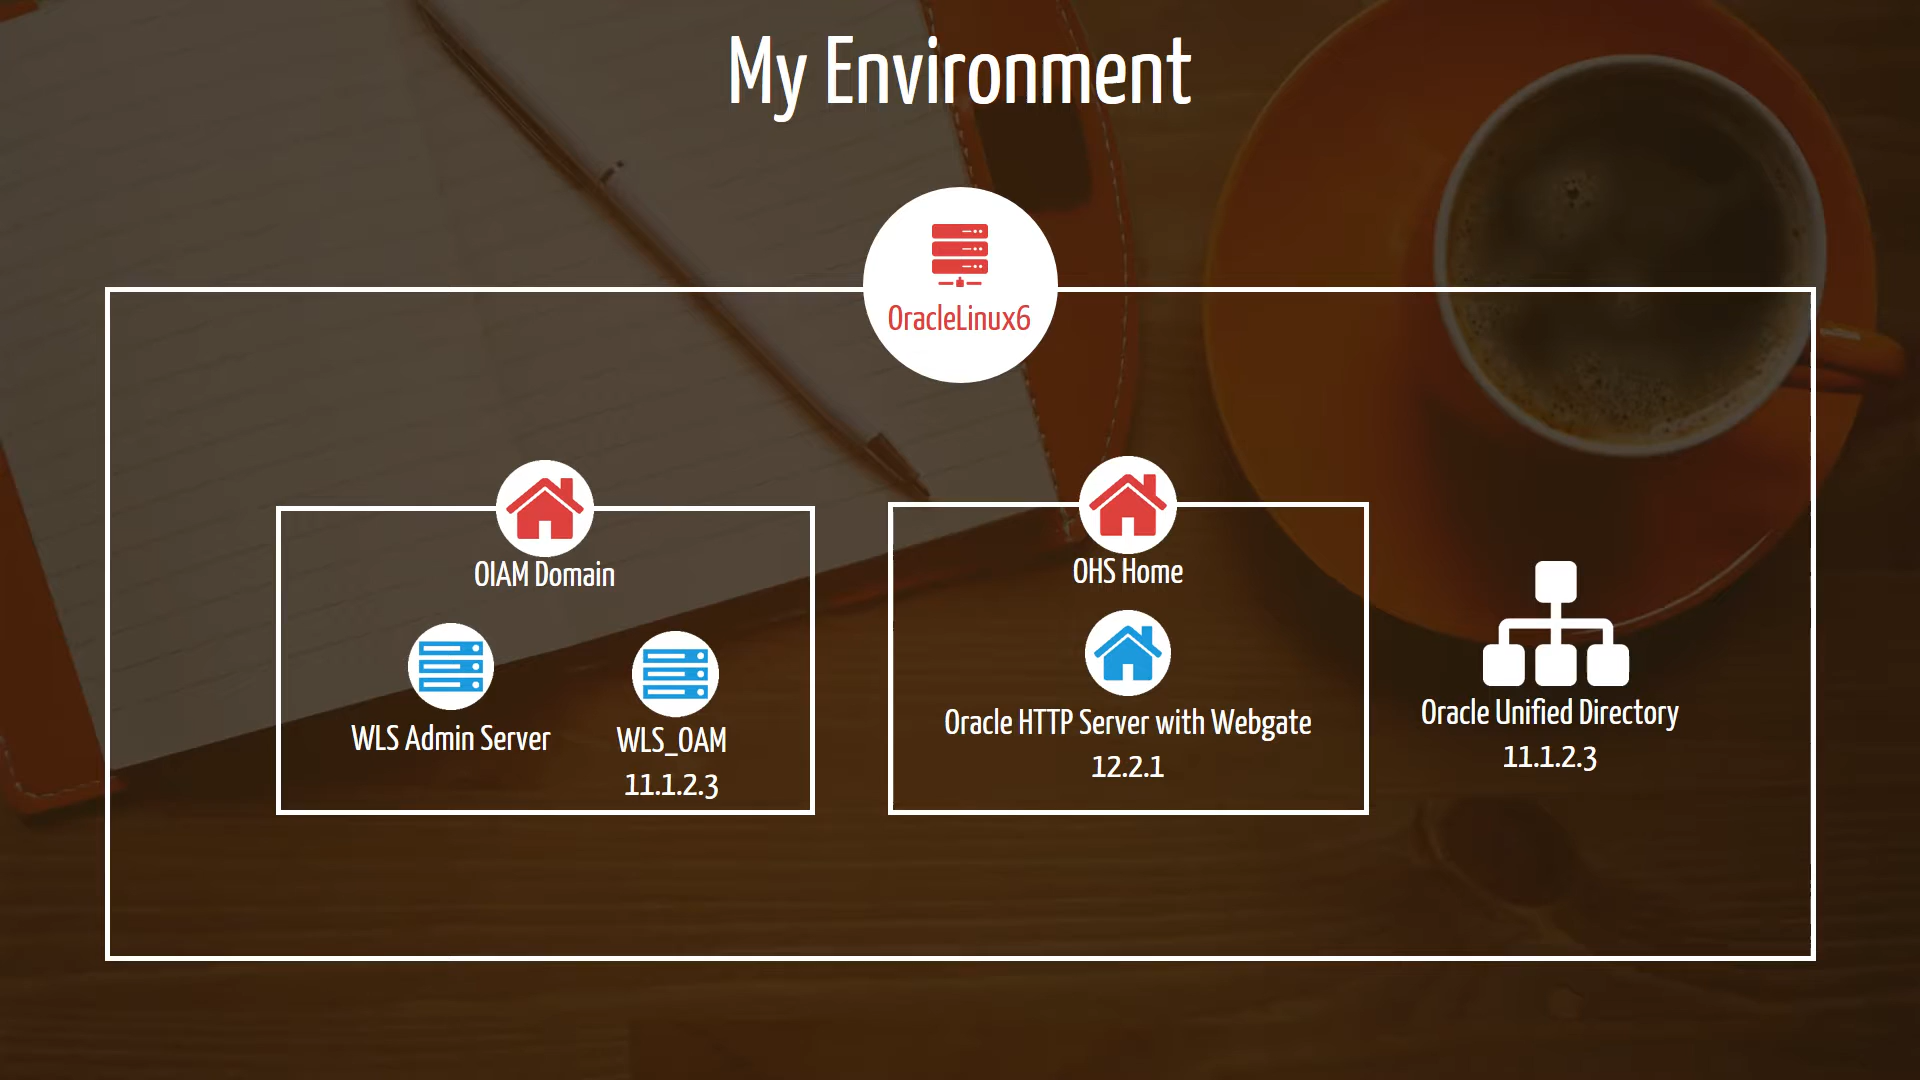 My Environment
OracleLinux6
OIAM Domain
WLS Admin Server
WLS_OAM
11.1.2.3
OHS Home
Oracle HTTP Server with Webgate
12.2.1
Oracle Unified Directory
11.1.2.3